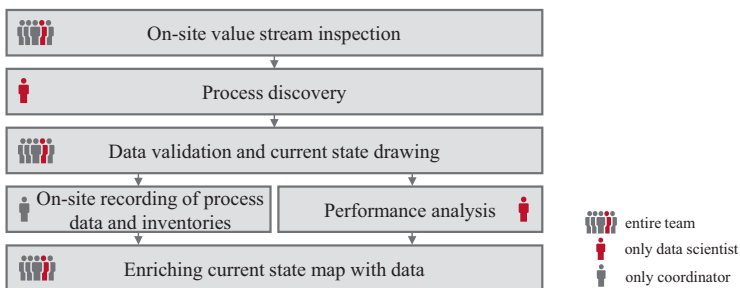 On-site value stream inspection
Process discovery
Data validation and current state drawing
On-site recording of process
data and inventories
Performance analysis
Enriching current state map with data
entire team
only data scientist
only coordinator